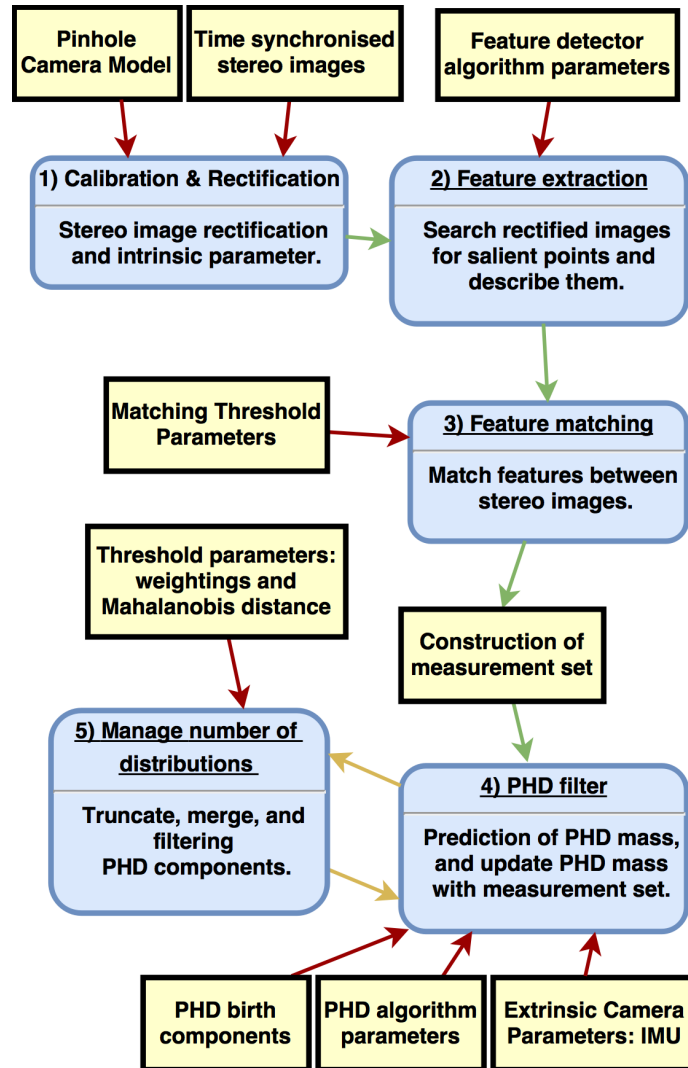 Pinhole
Camera Model
Time synchronised
stereo images
Feature detector
algorithm parameters
1) Calibration & Rectification
Stereo image rectification
and intrinsic parameter.
2) Feature extraction
Search rectified images
for salient points and
describe them.
Matching Threshold
Parameters
3) Feature matching
Match features between
stereo images.
Threshold parameters:
weightings and
Mahalanobis distance
Construction of
measurement set
5) Manage number of
distributions
Truncate, merge, and
filtering
PHD components.
4) PHD filter
Prediction of PHD mass,
and update PHD mass
with measurement set.
PHD birth
components
PHD algorithm
parameters
Extrinsic Camera
Parameters: IMU